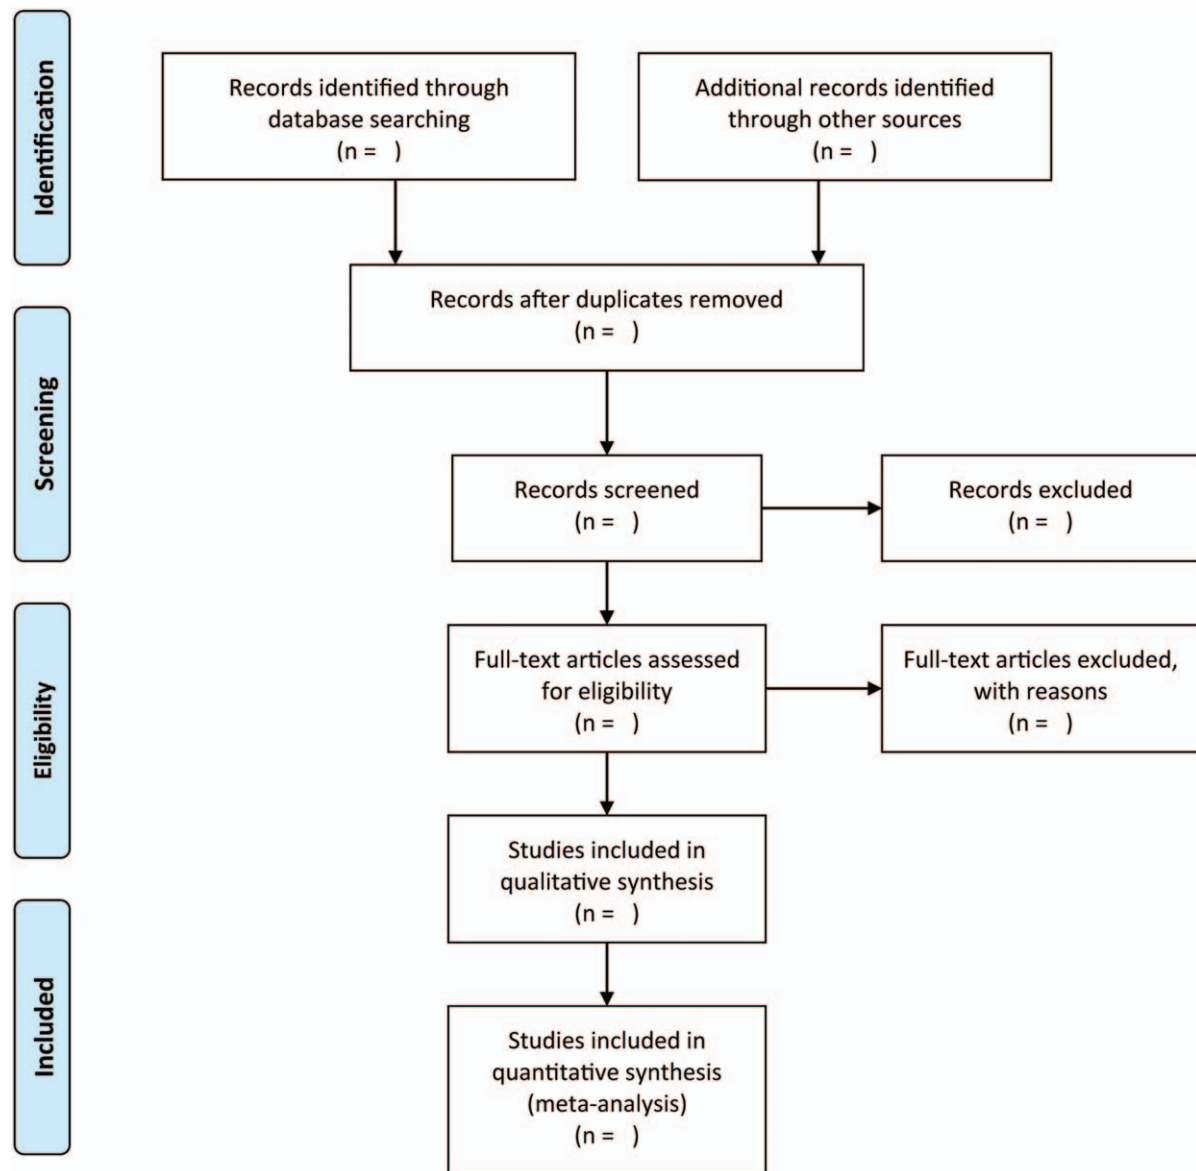 Identification
Records identified through
database searching
(n =   )
Additional records identified
through other sources
(n =   )
Records after duplicates removed
(n =   )
Screening
Records screened
(n =   )
Records excluded
(n =   )
Eligibility
Full-text articles assessed
for eligibility
(n =   )
Full-text articles excluded,
with reasons
(n =   )
Studies included in
qualitative synthesis
(n =   )
Included
Studies included in
quantitative synthesis
(meta-analysis)
(n =   )